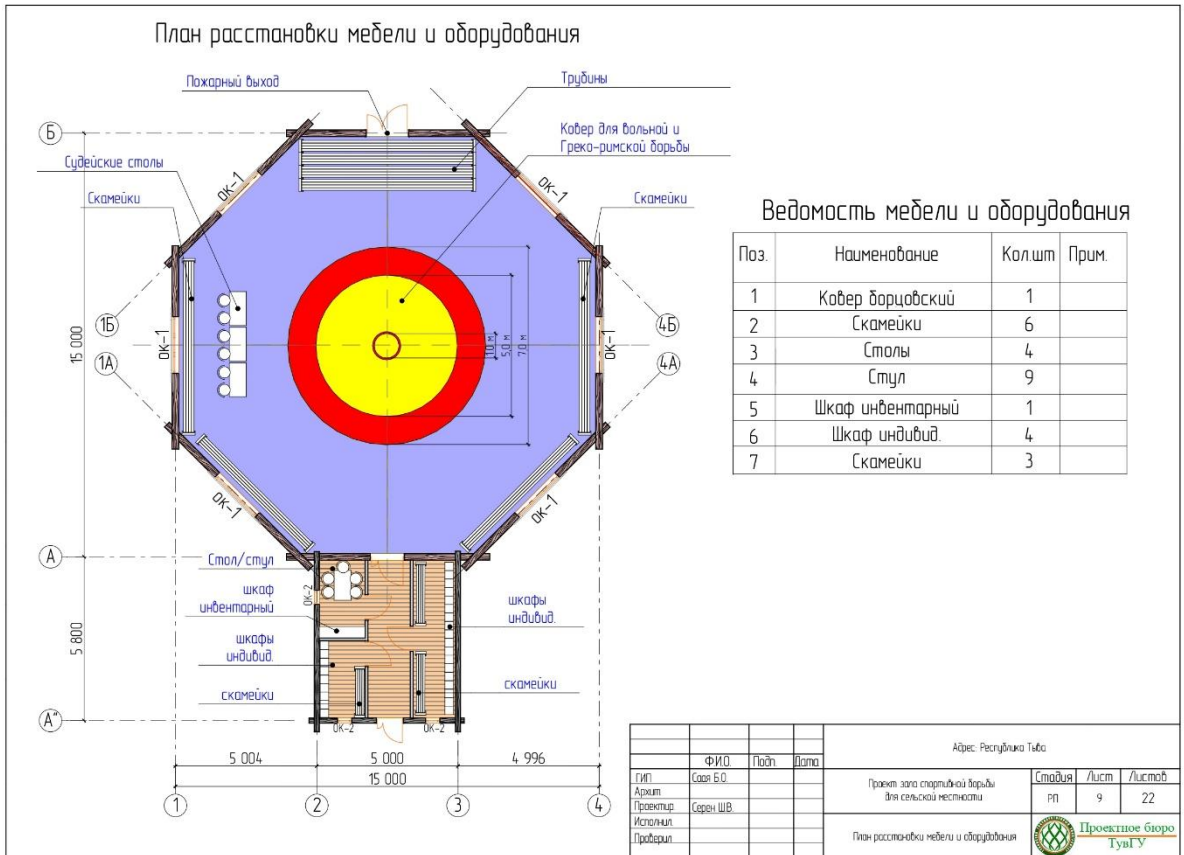 План расстановки мебели и оборудования
Пожарный выход
Трубины
Ковер для вольной и
Греко-римской борьбы
Судейские столы
Скамейки
Скамейки
ОК-1
ОК-1
ОК-1
ОК-1
ОК-1
ОК-1
Б
1Б
1А
4Б
4А
А
А"
15 000
5 800
1.0 м
5,0 м
7,0 м
Стол/стул
ОК-2
шкаф
инвентарный
шкафы
индивид.
шкафы
индивид.
скамейки
скамейки
ОК-2
ОК-2
5 004
5 000
4 996
15 000
1
2
3
4
Ведомость мебели и оборудования
Поз. Наименование Кол.шт Прим.
1 Ковер борцовский 1
2 Скамейки 6
3 Столы 4
4 Стул 9
5 Шкаф инвентарный 1
6 Шкаф индивид. 4
7 Скамейки 3
Адрес: Республика Тыва
Ф.И.О. Подп. Дата
ГИП Саая Б.О.
Архит
Проектир Серен Ш.В.
Исполнил
Проверил
Проект зала спортивной борьбы
для сельской местности
Стадия Лист Листов
РП 9 22
План расстановки мебели и оборудования
Проектное бюро
ТувГУ